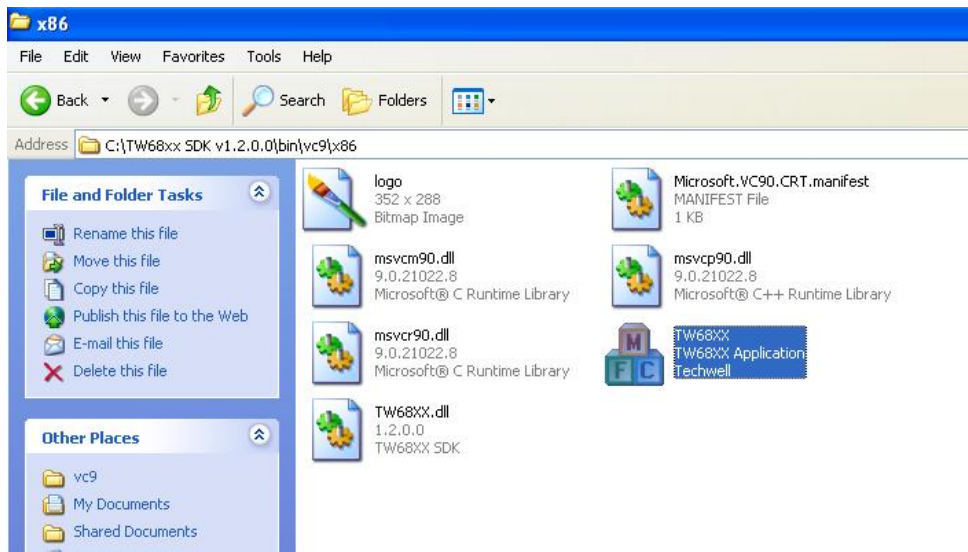 x86
File Edit View Favorites Tools Help
Back Search Folders
Address C:\TW68xx SDK v1.2.0.0\bin\vc9\x86
File and Folder Tasks
Rename this file
Move this file
Copy this file
Publish this file to the Web
E-mail this file
Delete this file
Other Places
vc9
My Documents
Shared Documents
logo
352 x 288
Bitmap Image
Microsoft.VC90.CRT.manifest
MANIFEST File
1 KB
msvcm90.dll
9.0.21022.8
Microsoft® C Runtime Library
msvcp90.dll
9.0.21022.8
Microsoft® C++ Runtime Library
msvcr90.dll
9.0.21022.8
Microsoft® C Runtime Library
M
F C
TW68XX
TW68XX Application
Techwell
TW68XX.dll
1.2.0.0
TW68XX SDK